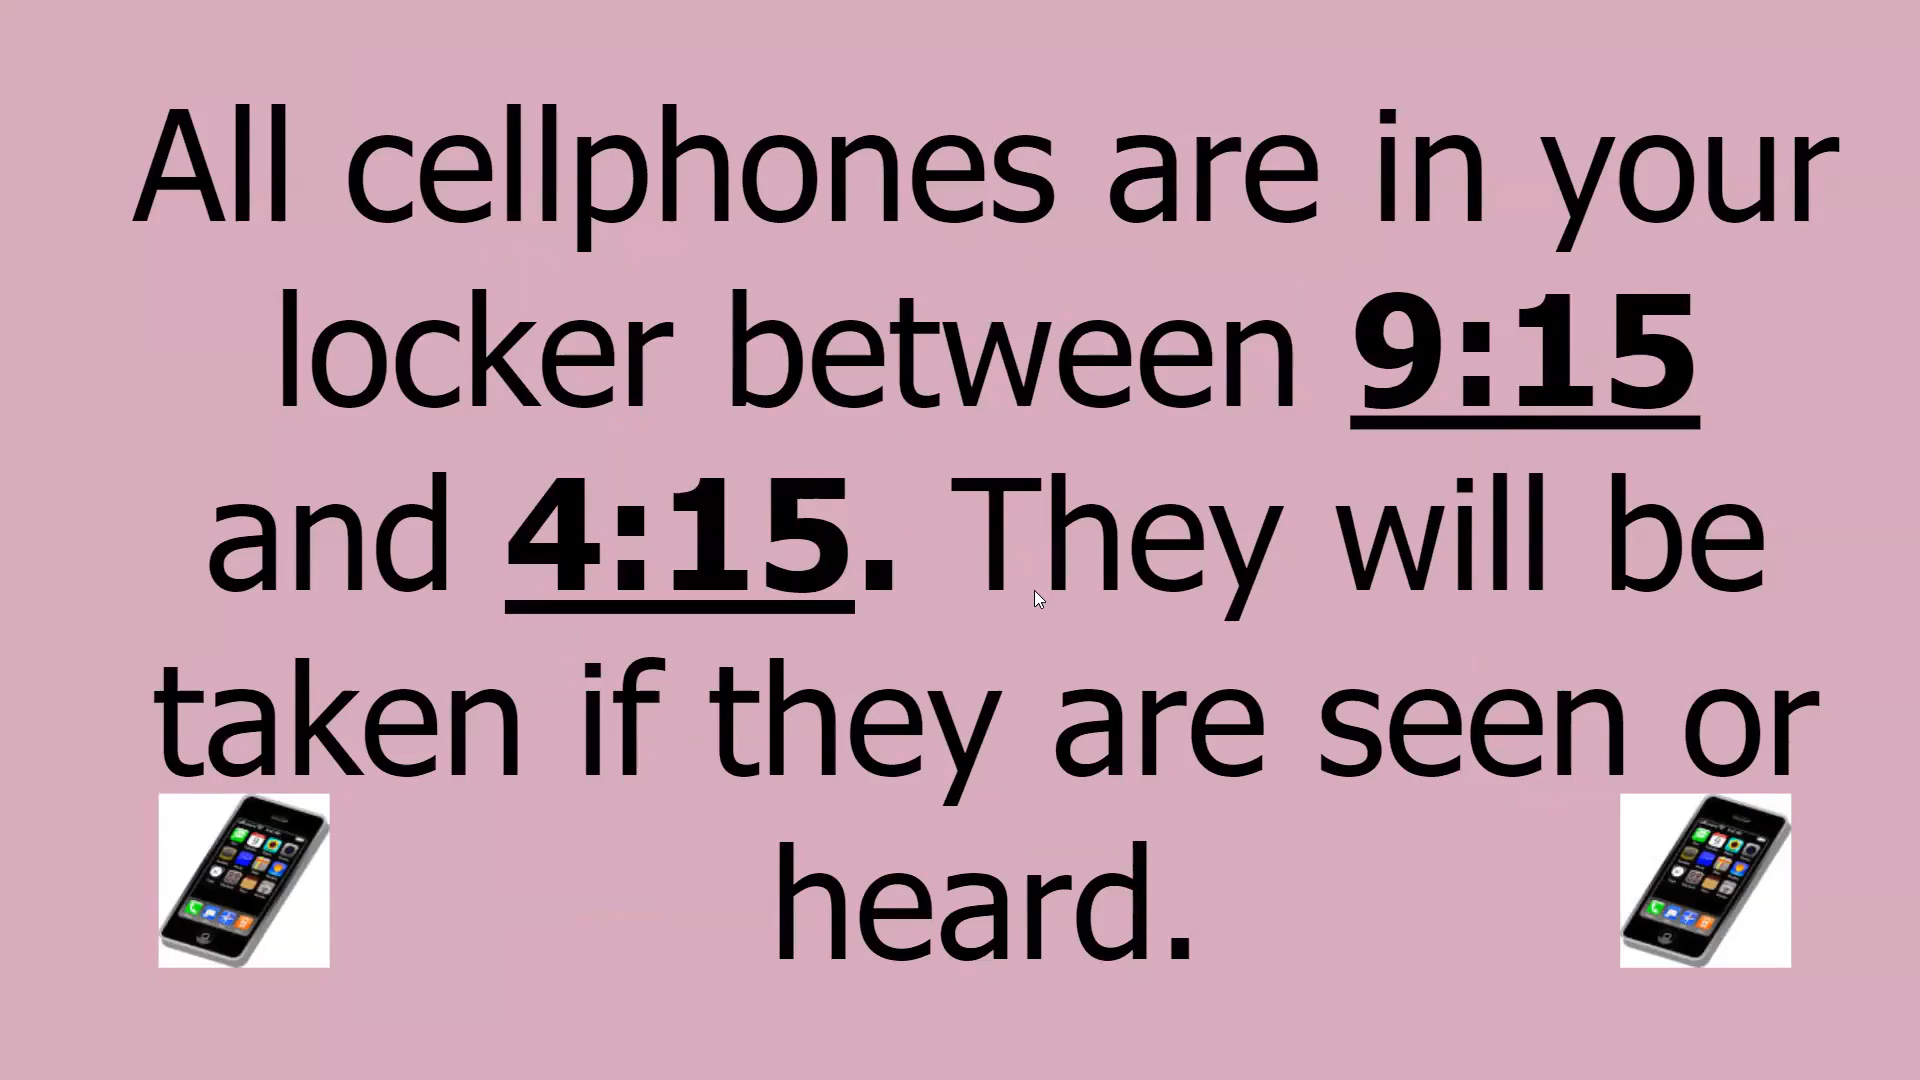 All cellphones are in your
locker between 9:15
and 4:15. They will be
taken if they are seen or
heard.